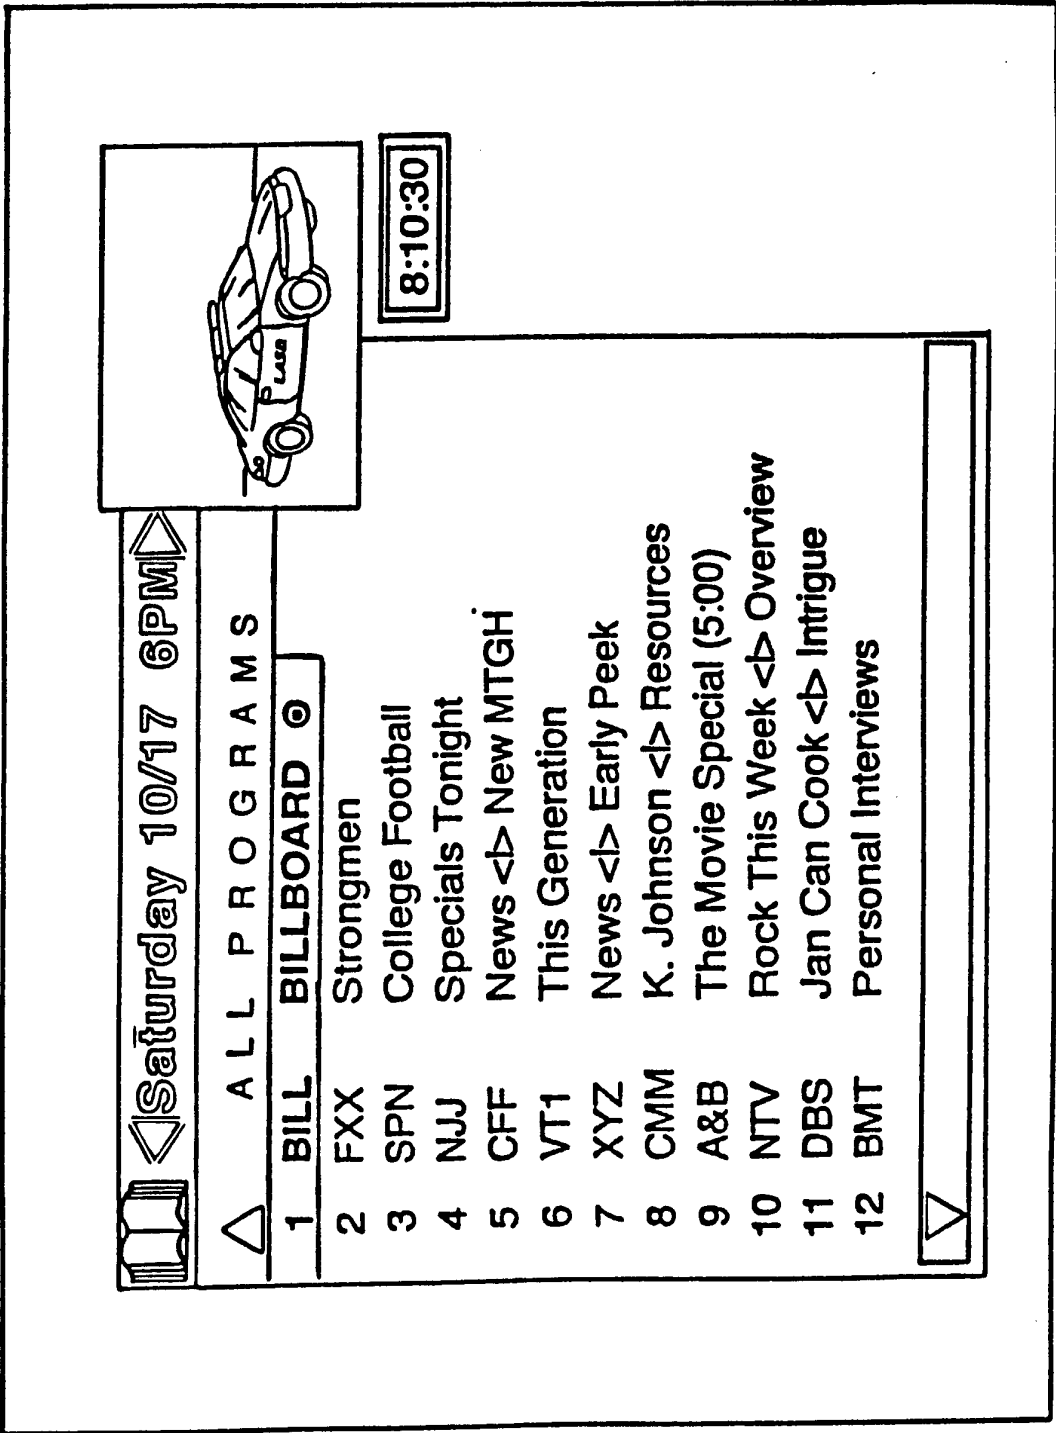 Saturday 10/17 6PM
ALL PROGRAMS
1 BILL BILLBOARD
2 FXX Strongmen
3 SPN College Football
4 NJJ Specials Tonight
5 CFF News <I> New MTGH
6 VT1 This Generation
7 XYZ News <I> Early Peek
8 CMM K. Johnson <I> Resources
9 A&B The Movie Special (5:00)
10 NTV Rock This Week <I> Overview
11 DBS Jan Can Cook <I> Intrigue
12 BMT Personal Interviews
8:10:30